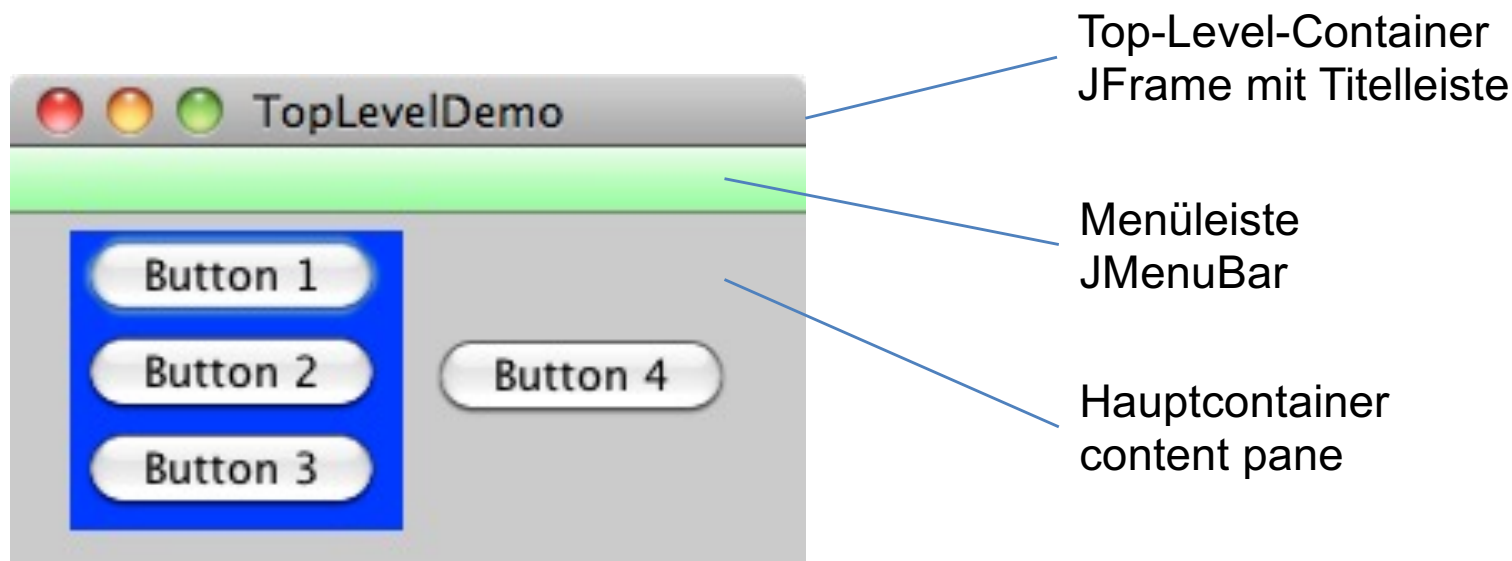 Top-Level-Container
JFrame mit Titelleiste
TopLevelDemo
Menüleiste
JMenuBar
Button 1
Button 2
Button 3
Button 4
Hauptcontainer
content pane